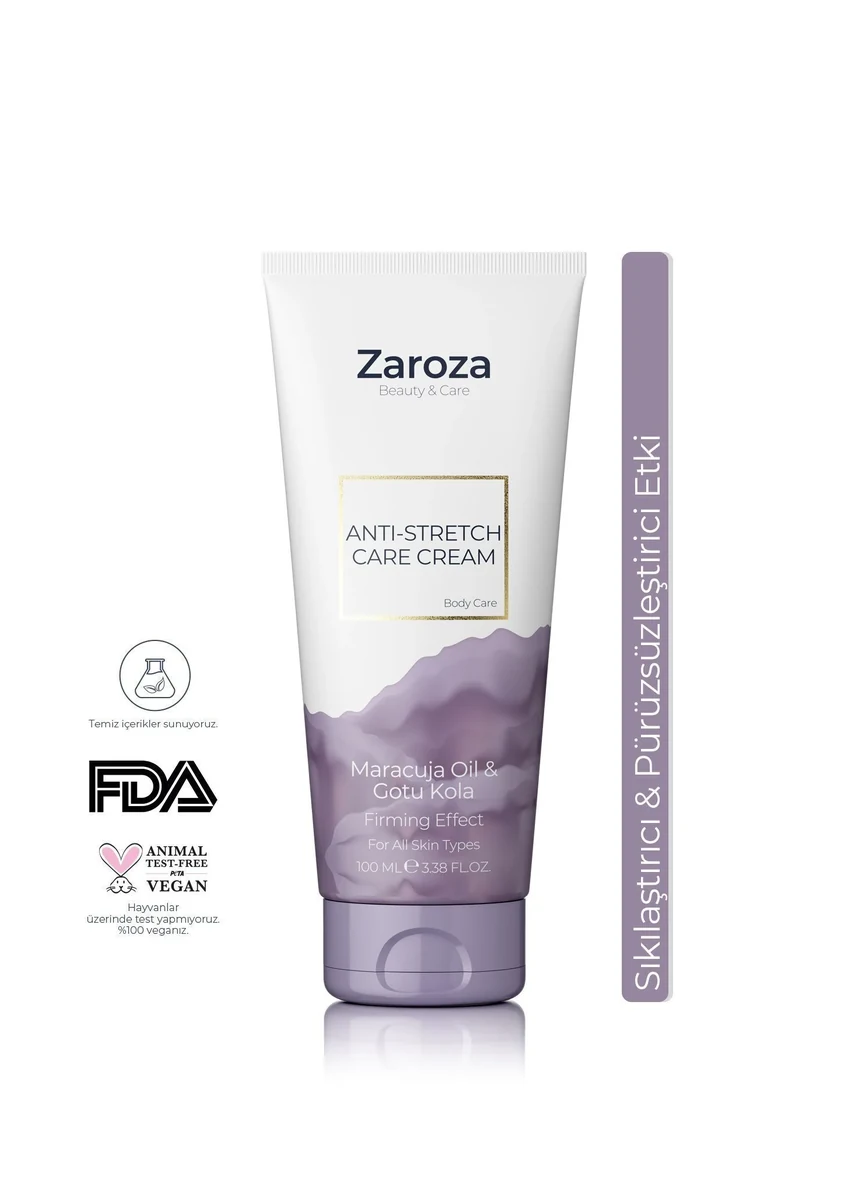 Zaroza
Beauty & Care
ANTI-STRETCH
CARE CREAM
Body Care
Maracuja Oil &
Gotu Kola
Firming Effect
For All Skin Types
100 ML ℮ 3.38 FL.OZ.
Temiz içerikler sunuyoruz.
FDA
ANIMAL
TEST-FREE
PETA
VEGAN
Hayvanlar
üzerinde test yapmıyoruz.
%100 veganız.
Sıkılaştırıcı & Pürüzsüzleştirici Etki